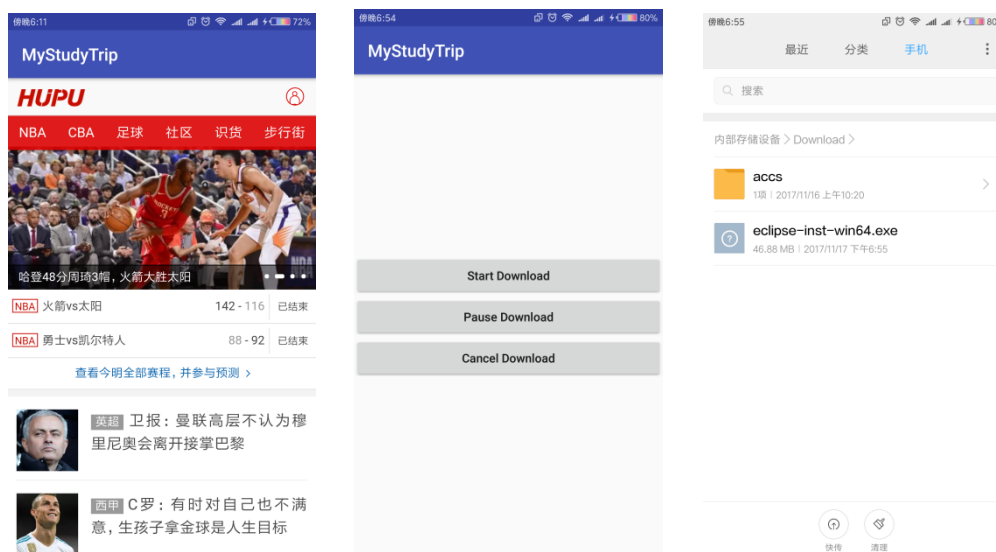 傍晚6:11
72%
MyStudyTrip
HUPU
NBA CBA 足球 社区 识货 步行街
哈登48分周琦3帽，火箭大胜太阳
NBA 火箭vs太阳 142 - 116 已结束
NBA 勇士vs凯尔特人 88 - 92 已结束
查看今明全部赛程，并参与预测 >
英超 卫报：曼联高层不认为穆
里尼奥会离开接掌巴黎
西甲 C罗：有时对自己也不满
意，生孩子拿金球是人生目标
傍晚6:54
80%
MyStudyTrip
Start Download
Pause Download
Cancel Download
傍晚6:55
80
最近 分类 手机
搜索
内部存储设备 > Download >
accs
1项 | 2017/11/16 上午10:20
eclipse-inst-win64.exe
46.88 MB | 2017/11/17 下午6:55
快传 清理